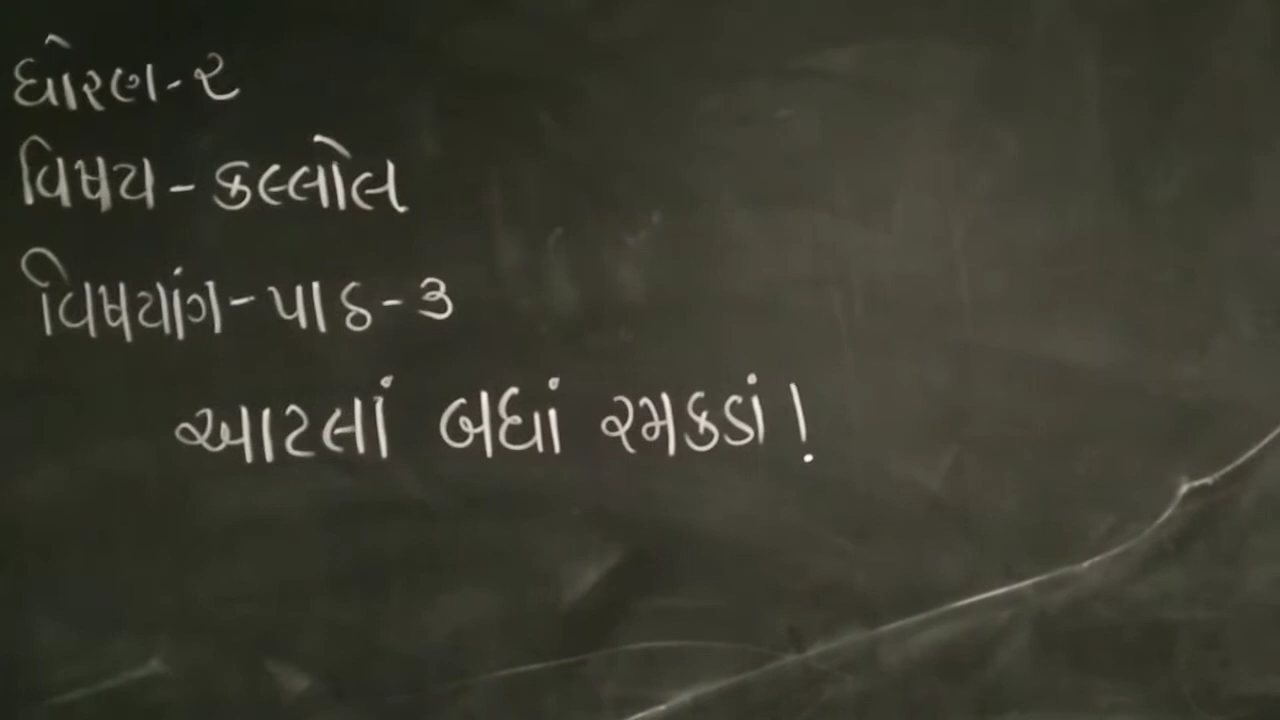 ધોરણ-૨
વિષય - કલ્લોલ
વિષયાંગ - પાઠ - ૩
આટલાં બધાં રમકડાં !